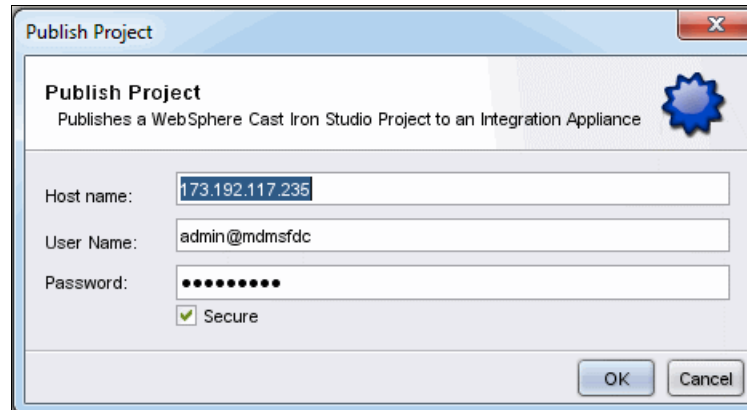 Publish Project
Publish Project
Publishes a WebSphere Cast Iron Studio Project to an Integration Appliance
Host name: 173.192.117.235
User Name: admin@mdmsfdc
Password: •••••••••
Secure
OK Cancel